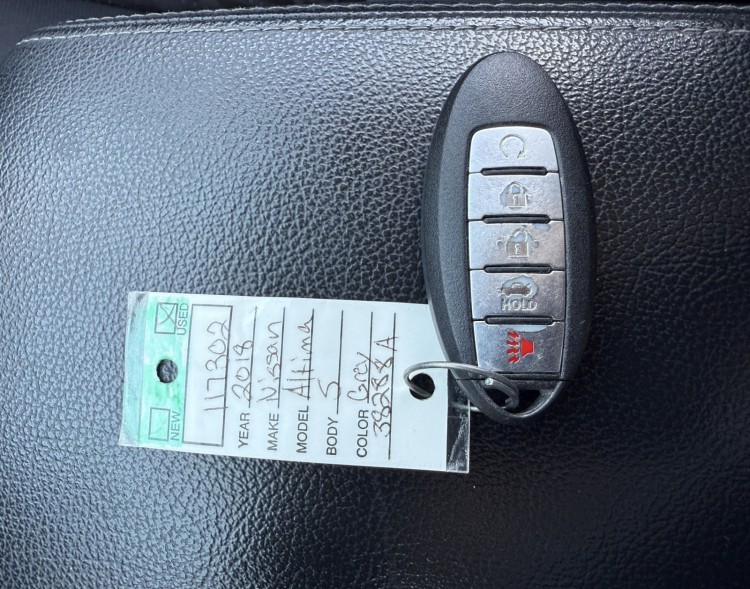 NEW USED
117302
YEAR 2018
MAKE Nissan
MODEL Altima
BODY S
COLOR Grey
38288A
HOLD